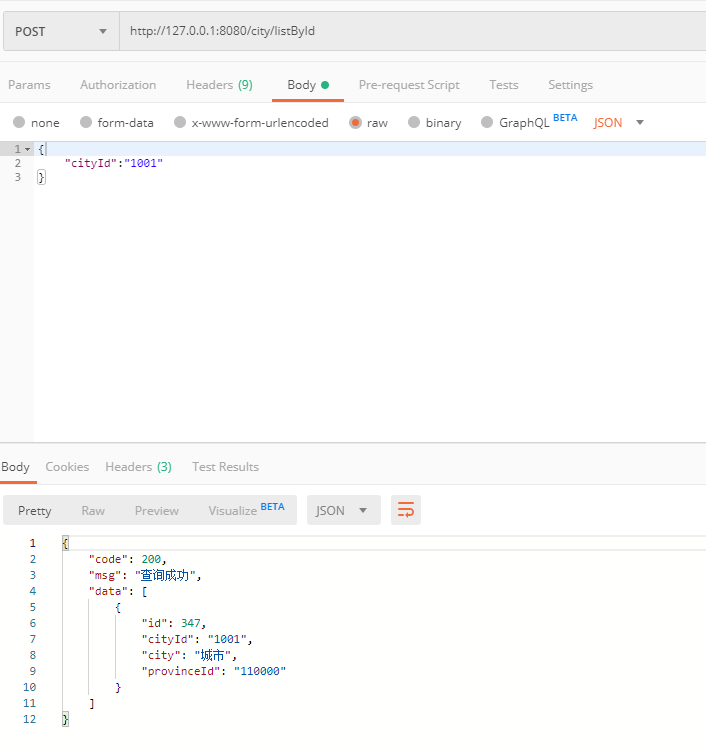 POST http://127.0.0.1:8080/city/listById
Params Authorization Headers (9) Body Pre-request Script Tests Settings
none form-data x-www-form-urlencoded raw binary GraphQL BETA JSON
1 {
2 "cityId":"1001"
3 }
Body Cookies Headers (3) Test Results
Pretty Raw Preview Visualize BETA JSON
1 {
2 "code": 200,
3 "msg": "查询成功",
4 "data": [
5 {
6 "id": 347,
7 "cityId": "1001",
8 "city": "城市",
9 "provinceId": "110000"
10 }
11 ]
12 }